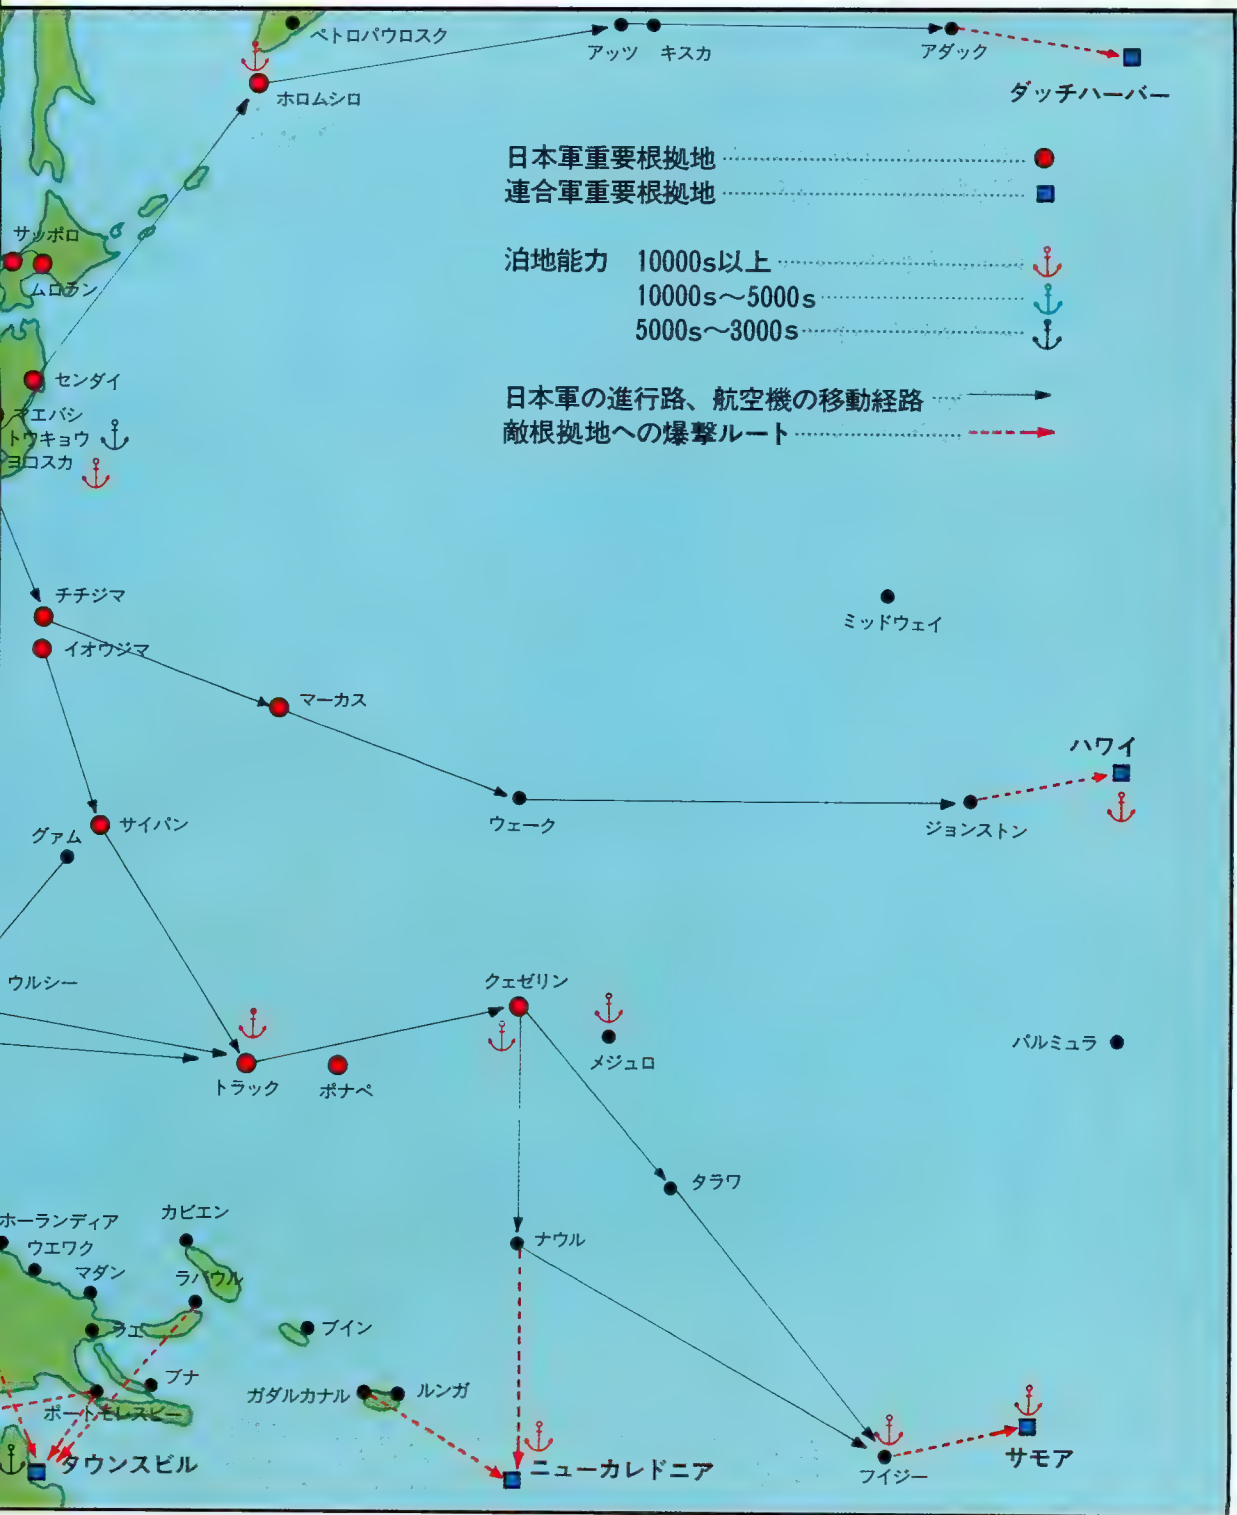 ペトロパウロスク
アッツ
キスカ
アダック
ダッチハーバー
ホロムシロ
日本軍重要根拠地
連合軍重要根拠地
泊地能力 10000s以上
10000s〜5000s
5000s〜3000s
日本軍の進行路、航空機の移動経路
敵根拠地への爆撃ルート
サッポロ
ムロラン
センダイ
マエバシ
トウキョウ
ヨコスカ
チチジマ
イオウジマ
マーカス
ミッドウェイ
ハワイ
ウェーク
ジョンストン
サイパン
グァム
ウルシー
クェゼリン
メジュロ
パルミュラ
トラック
ポナペ
タラワ
ナウル
ホーランディア
カビエン
ウエワク
マダン
ラバウル
ラエ
ブイン
ブナ
ガダルカナル
ルンガ
ポートモレスビー
タウンスビル
ニューカレドニア
フイジー
サモア